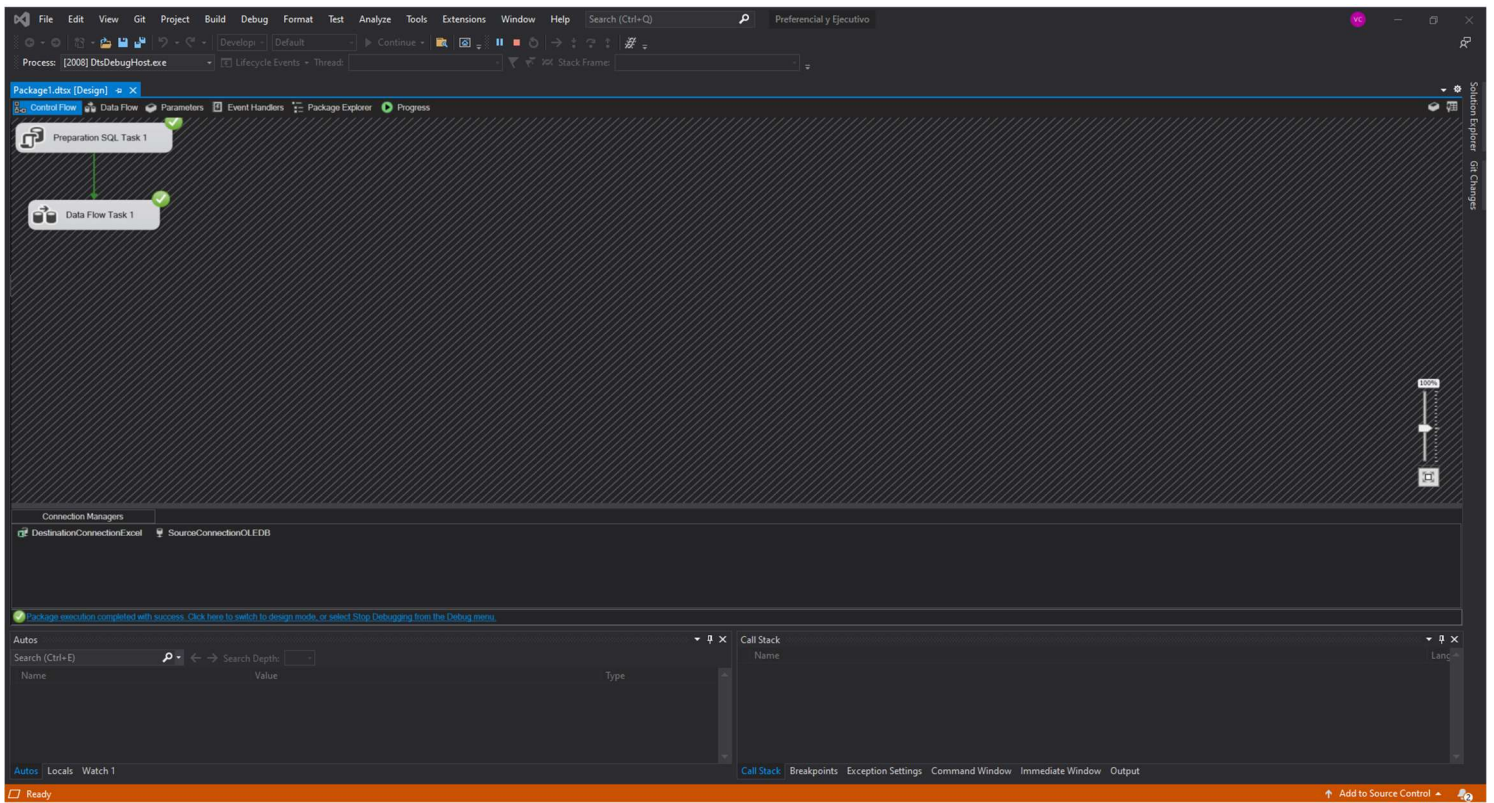 File Edit View Git Project Build Debug Format Test Analyze Tools Extensions Window Help Search (Ctrl+Q) Preferencial y Ejecutivo VC
Develop Default Continue
Process: [2008] DtsDebugHost.exe Lifecycle Events Thread: Stack Frame:
Package1.dtsx [Design]
Control Flow Data Flow Parameters Event Handlers Package Explorer Progress
Solution Explorer
Git Changes
Preparation SQL Task 1
Data Flow Task 1
100%
Connection Managers
DestinationConnectionExcel SourceConnectionOLEDB
Package execution completed with success. Click here to switch to design mode, or select Stop Debugging from the Debug menu.
Autos
Search (Ctrl+E) Search Depth:
Name Value Type
Autos Locals Watch 1
Call Stack
Name Lang
Call Stack Breakpoints Exception Settings Command Window Immediate Window Output
Ready Add to Source Control 2